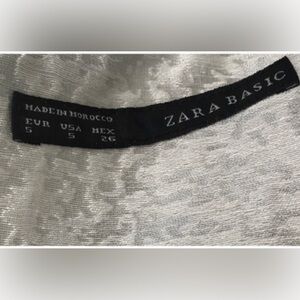 MADE IN MOROCCO
EUR USA MEX
S S 26
ZARA BASIC